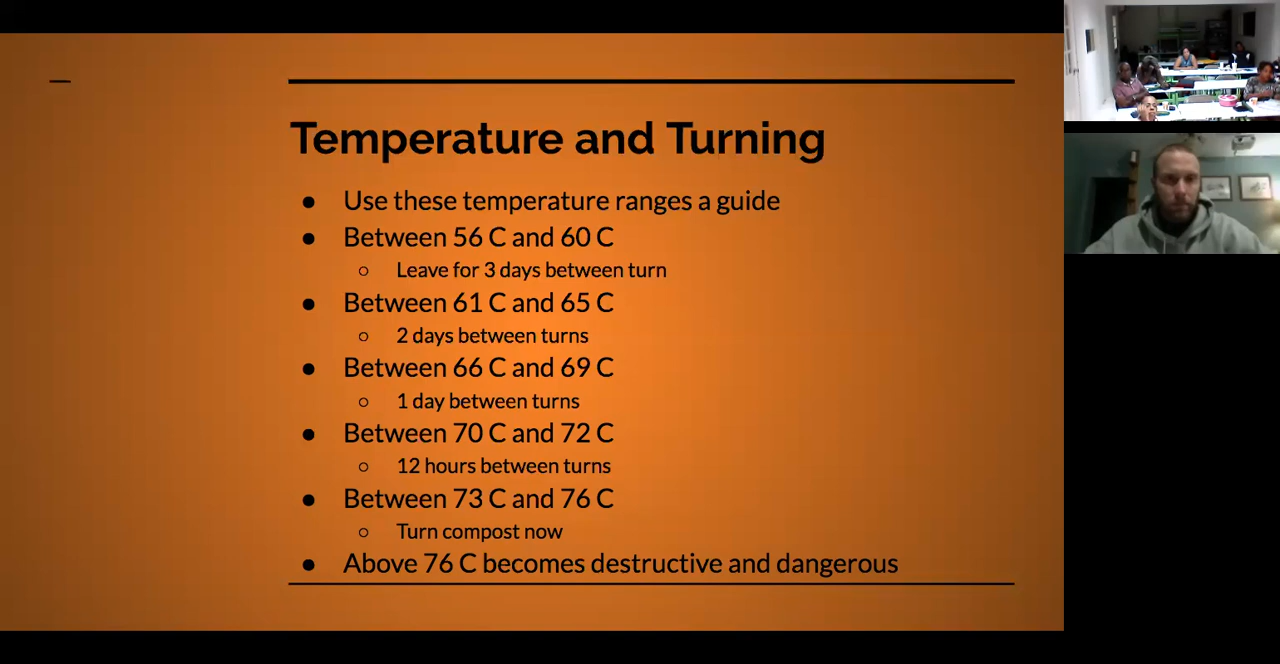 Temperature and Turning
Use these temperature ranges a guide
Between 56 C and 60 C
Leave for 3 days between turn
Between 61 C and 65 C
2 days between turns
Between 66 C and 69 C
1 day between turns
Between 70 C and 72 C
12 hours between turns
Between 73 C and 76 C
Turn compost now
Above 76 C becomes destructive and dangerous